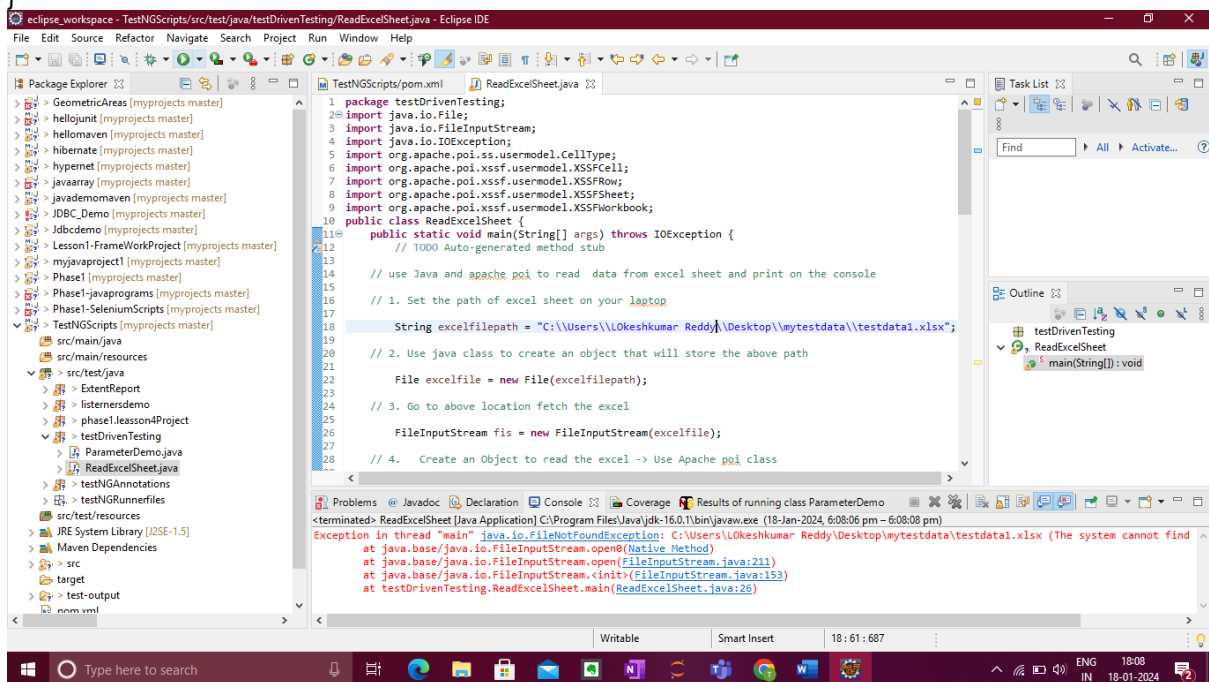 }
eclipse_workspace - TestNGScripts/src/test/java/testDrivenTesting/ReadExcelSheet.java - Eclipse IDE
File Edit Source Refactor Navigate Search Project Run Window Help
Package Explorer
> GeometricAreas [myprojects master]
> hellojunit [myprojects master]
> hellomaven [myprojects master]
> hibernate [myprojects master]
> hypernet [myprojects master]
> javaarray [myprojects master]
> javademomaven [myprojects master]
> JDBC_Demo [myprojects master]
> Jdbcdemo [myprojects master]
> Lesson1-FrameWorkProject [myprojects master]
> myjavaproject1 [myprojects master]
> Phase1 [myprojects master]
> Phase1-javaprograms [myprojects master]
> Phase1-SeleniumScripts [myprojects master]
> TestNGScripts [myprojects master]
src/main/java
src/main/resources
> src/test/java
> ExtentReport
> listernersdemo
> phase1.leasson4Project
> testDrivenTesting
ParameterDemo.java
ReadExcelSheet.java
> testNGAnnotations
> testNGRunnerfiles
src/test/resources
JRE System Library [J2SE-1.5]
Maven Dependencies
> src
target
> test-output
pom.xml
TestNGScripts/pom.xml ReadExcelSheet.java
1 package testDrivenTesting;
2 import java.io.File;
3 import java.io.FileInputStream;
4 import java.io.IOException;
5 import org.apache.poi.ss.usermodel.CellType;
6 import org.apache.poi.xssf.usermodel.XSSFCell;
7 import org.apache.poi.xssf.usermodel.XSSFRow;
8 import org.apache.poi.xssf.usermodel.XSSFSheet;
9 import org.apache.poi.xssf.usermodel.XSSFWorkbook;
10 public class ReadExcelSheet {
11 public static void main(String[] args) throws IOException {
12 // TODO Auto-generated method stub
13
14 // use Java and apache poi to read data from excel sheet and print on the console
15
16 // 1. Set the path of excel sheet on your laptop
17
18 String excelfilepath = "C:\\Users\\LOkeshkumar Reddy\\Desktop\\mytestdata\\testdata1.xlsx";
19
20 // 2. Use java class to create an object that will store the above path
21
22 File excelfile = new File(excelfilepath);
23
24 // 3. Go to above location fetch the excel
25
26 FileInputStream fis = new FileInputStream(excelfile);
27
28 // 4. Create an Object to read the excel -> Use Apache poi class
Task List
Find All Activate...
Outline
testDrivenTesting
ReadExcelSheet
main(String[]) : void
Problems Javadoc Declaration Console Coverage Results of running class ParameterDemo
<terminated> ReadExcelSheet [Java Application] C:\Program Files\Java\jdk-16.0.1\bin\javaw.exe (18-Jan-2024, 6:08:06 pm – 6:08:08 pm)
Exception in thread "main" java.io.FileNotFoundException: C:\Users\LOkeshkumar Reddy\Desktop\mytestdata\testdata1.xlsx (The system cannot find
at java.base/java.io.FileInputStream.open0(Native Method)
at java.base/java.io.FileInputStream.open(FileInputStream.java:211)
at java.base/java.io.FileInputStream.<init>(FileInputStream.java:153)
at testDrivenTesting.ReadExcelSheet.main(ReadExcelSheet.java:26)
Writable Smart Insert 18 : 61 : 687
Type here to search
ENG 18:08
IN 18-01-2024